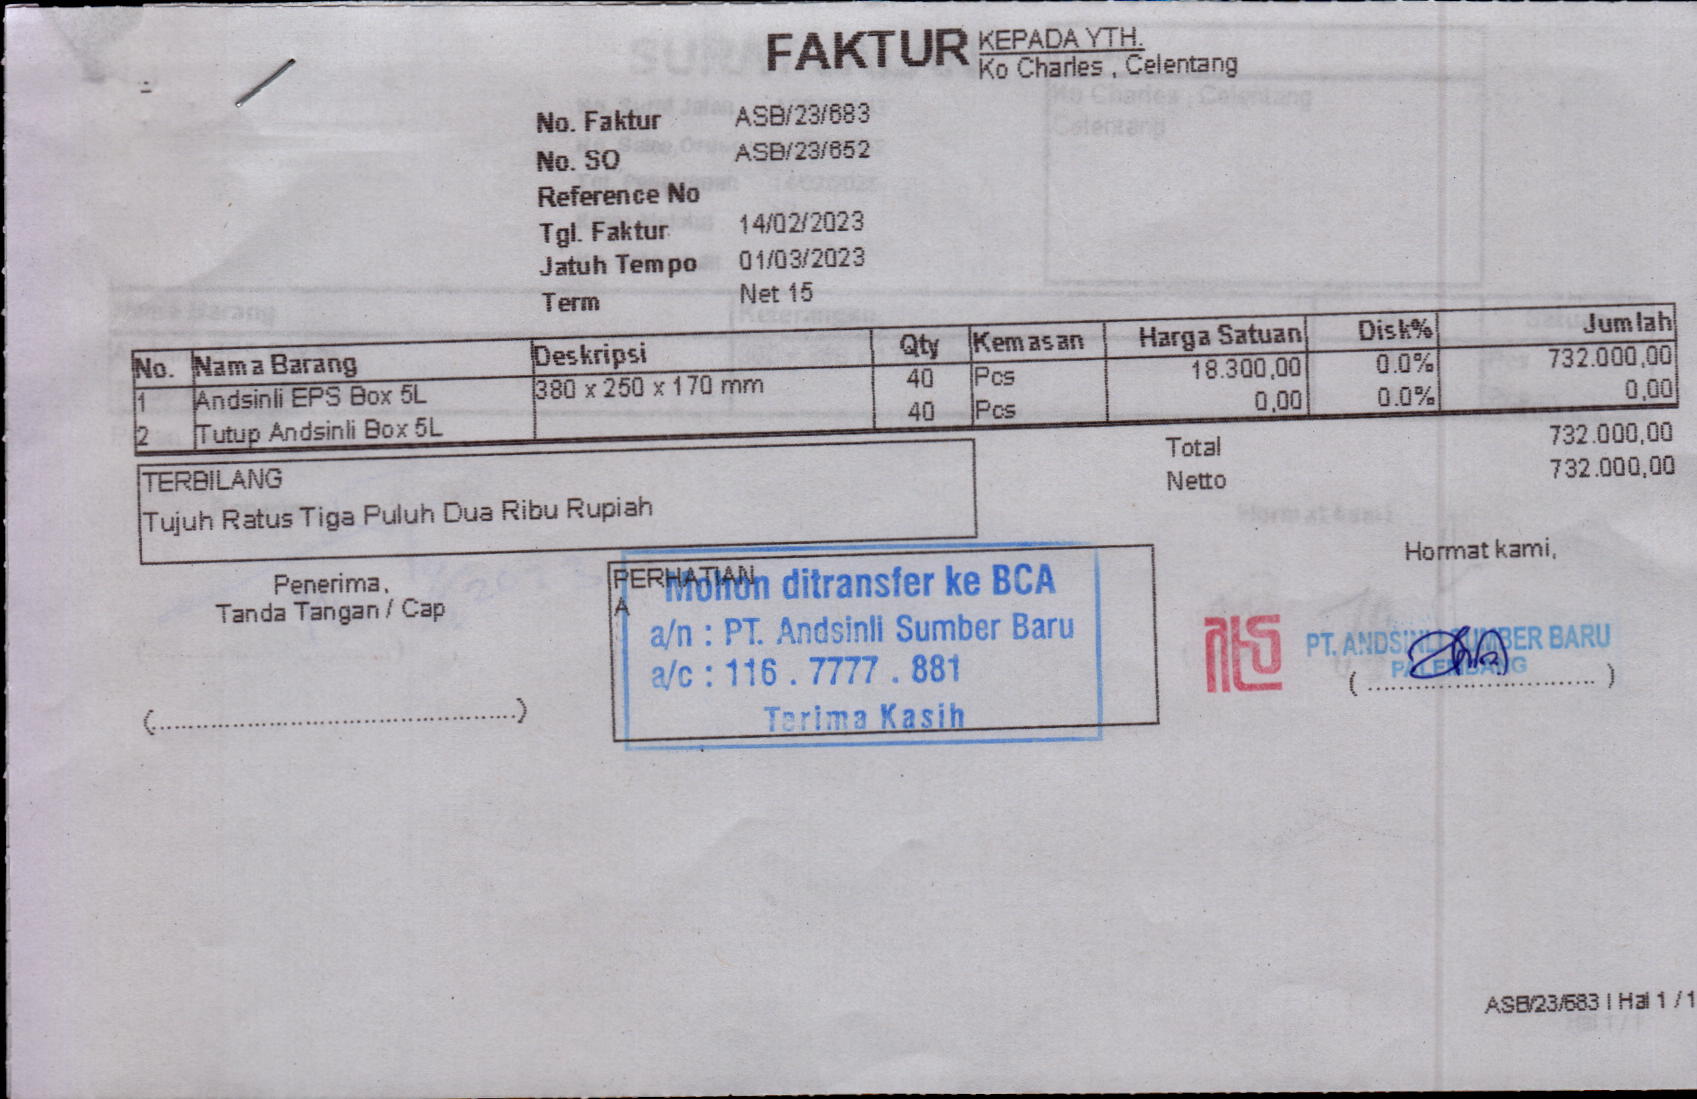 FAKTUR
KEPADA YTH.
Ko Charles , Celentang
No. Faktur ASB/23/683
No. SO ASB/23/652
Reference No
Tgl. Faktur 14/02/2023
Jatuh Tempo 01/03/2023
Term Net 15
No. Nama Barang Deskripsi Qty Kemasan Harga Satuan Disk% Jumlah
1 Andsinli EPS Box 5L 380 x 250 x 170 mm 40 Pcs 18.300,00 0.0% 732.000,00
2 Tutup Andsinli Box 5L 40 Pcs 0,00 0.0% 0,00
Total 732.000,00
Netto 732.000,00
TERBILANG
Tujuh Ratus Tiga Puluh Dua Ribu Rupiah
Penerima,
Tanda Tangan / Cap
(............................................)
PERHATIAN
A
Mohon ditransfer ke BCA
a/n : PT. Andsinli Sumber Baru
a/c : 116 . 7777 . 881
Terima Kasih
Hormat kami,
PT. ANDSINLI SUMBER BARU
PALEMBANG
( ................................ )
ASB/23/683 | Hal 1 / 1